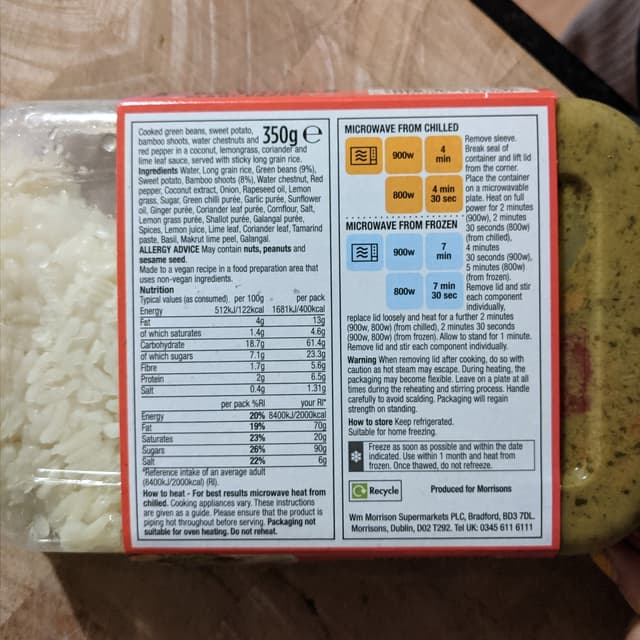 Cooked green beans, sweet potato,
bamboo shoots, water chestnuts and
red pepper in a coconut, lemongrass, coriander and
lime leaf sauce, served with sticky long grain rice.
350g e
Ingredients Water, Long grain rice, Green beans (9%),
Sweet potato, Bamboo shoots (8%), Water chestnut, Red
pepper, Coconut extract, Onion, Rapeseed oil, Lemon
grass, Sugar, Green chilli purée, Garlic purée, Sunflower
oil, Ginger purée, Coriander leaf purée, Cornflour, Salt,
Lemon grass purée, Shallot purée, Galangal purée,
Spices, Lemon juice, Lime leaf, Coriander leaf, Tamarind
paste, Basil, Makrut lime peel, Galangal.
ALLERGY ADVICE May contain nuts, peanuts and
sesame seed.
Made to a vegan recipe in a food preparation area that
uses non-vegan ingredients.
Nutrition
Typical values (as consumed) per 100g per pack
Energy 512kJ/122kcal 1681kJ/400kcal
Fat 4g 13g
of which saturates 1.4g 4.6g
Carbohydrate 18.7g 61.4g
of which sugars 7.1g 23.3g
Fibre 1.7g 5.6g
Protein 2g 6.5g
Salt 0.4g 1.31g
per pack %RI your RI*
Energy 20% 8400kJ/2000kcal
Fat 19% 70g
Saturates 23% 20g
Sugars 26% 90g
Salt 22% 6g
*Reference intake of an average adult
(8400kJ/2000kcal) (RI).
How to heat - For best results microwave heat from
chilled. Cooking appliances vary. These instructions
are given as a guide. Please ensure that the product is
piping hot throughout before serving. Packaging not
suitable for oven heating. Do not reheat.
MICROWAVE FROM CHILLED
900w 4 min
800w 4 min 30 sec
MICROWAVE FROM FROZEN
900w 7 min
800w 7 min 30 sec
Remove sleeve.
Break seal of
container and lift lid
from the corner.
Place the container
on a microwavable
plate. Heat on full
power for 2 minutes
(900w), 2 minutes
30 seconds (800w)
(from chilled),
4 minutes
30 seconds (900w),
5 minutes (800w)
(from frozen).
Remove lid and stir
each component
individually,
replace lid loosely and heat for a further 2 minutes
(900w, 800w) (from chilled), 2 minutes 30 seconds
(900w, 800w) (from frozen). Allow to stand for 1 minute.
Remove lid and stir each component individually.
Warning When removing lid after cooking, do so with
caution as hot steam may escape. During heating, the
packaging may become flexible. Leave on a plate at all
times during the reheating and stirring process. Handle
carefully to avoid scalding. Packaging will regain
strength on standing.
How to store Keep refrigerated.
Suitable for home freezing.
Freeze as soon as possible and within the date
indicated. Use within 1 month and heat from
frozen. Once thawed, do not refreeze.
Recycle
Produced for Morrisons
Wm Morrison Supermarkets PLC, Bradford, BD3 7DL.
Morrisons, Dublin, D02 T292. Tel UK: 0345 611 6111